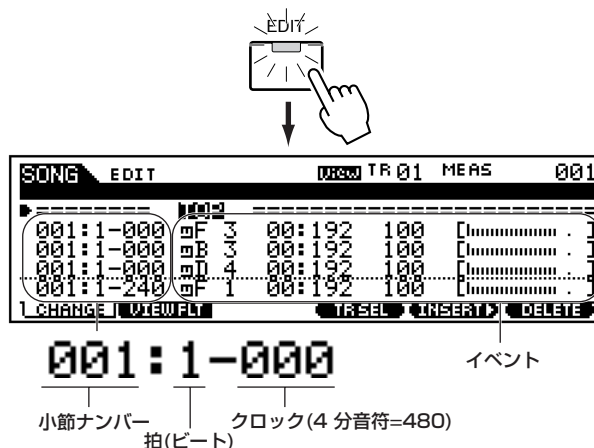 EDIT
SONG EDIT View TR 01 MEAS 001
001:1-000 F 3 00:192 100
001:1-000 B 3 00:192 100
001:1-000 D 4 00:192 100
001:1-240 F 1 00:192 100
CHANGE VIEW FLT TR SEL INSERT DELETE
001:1-000
イベント
小節ナンバー
拍(ビート)
クロック(4 分音符=480)